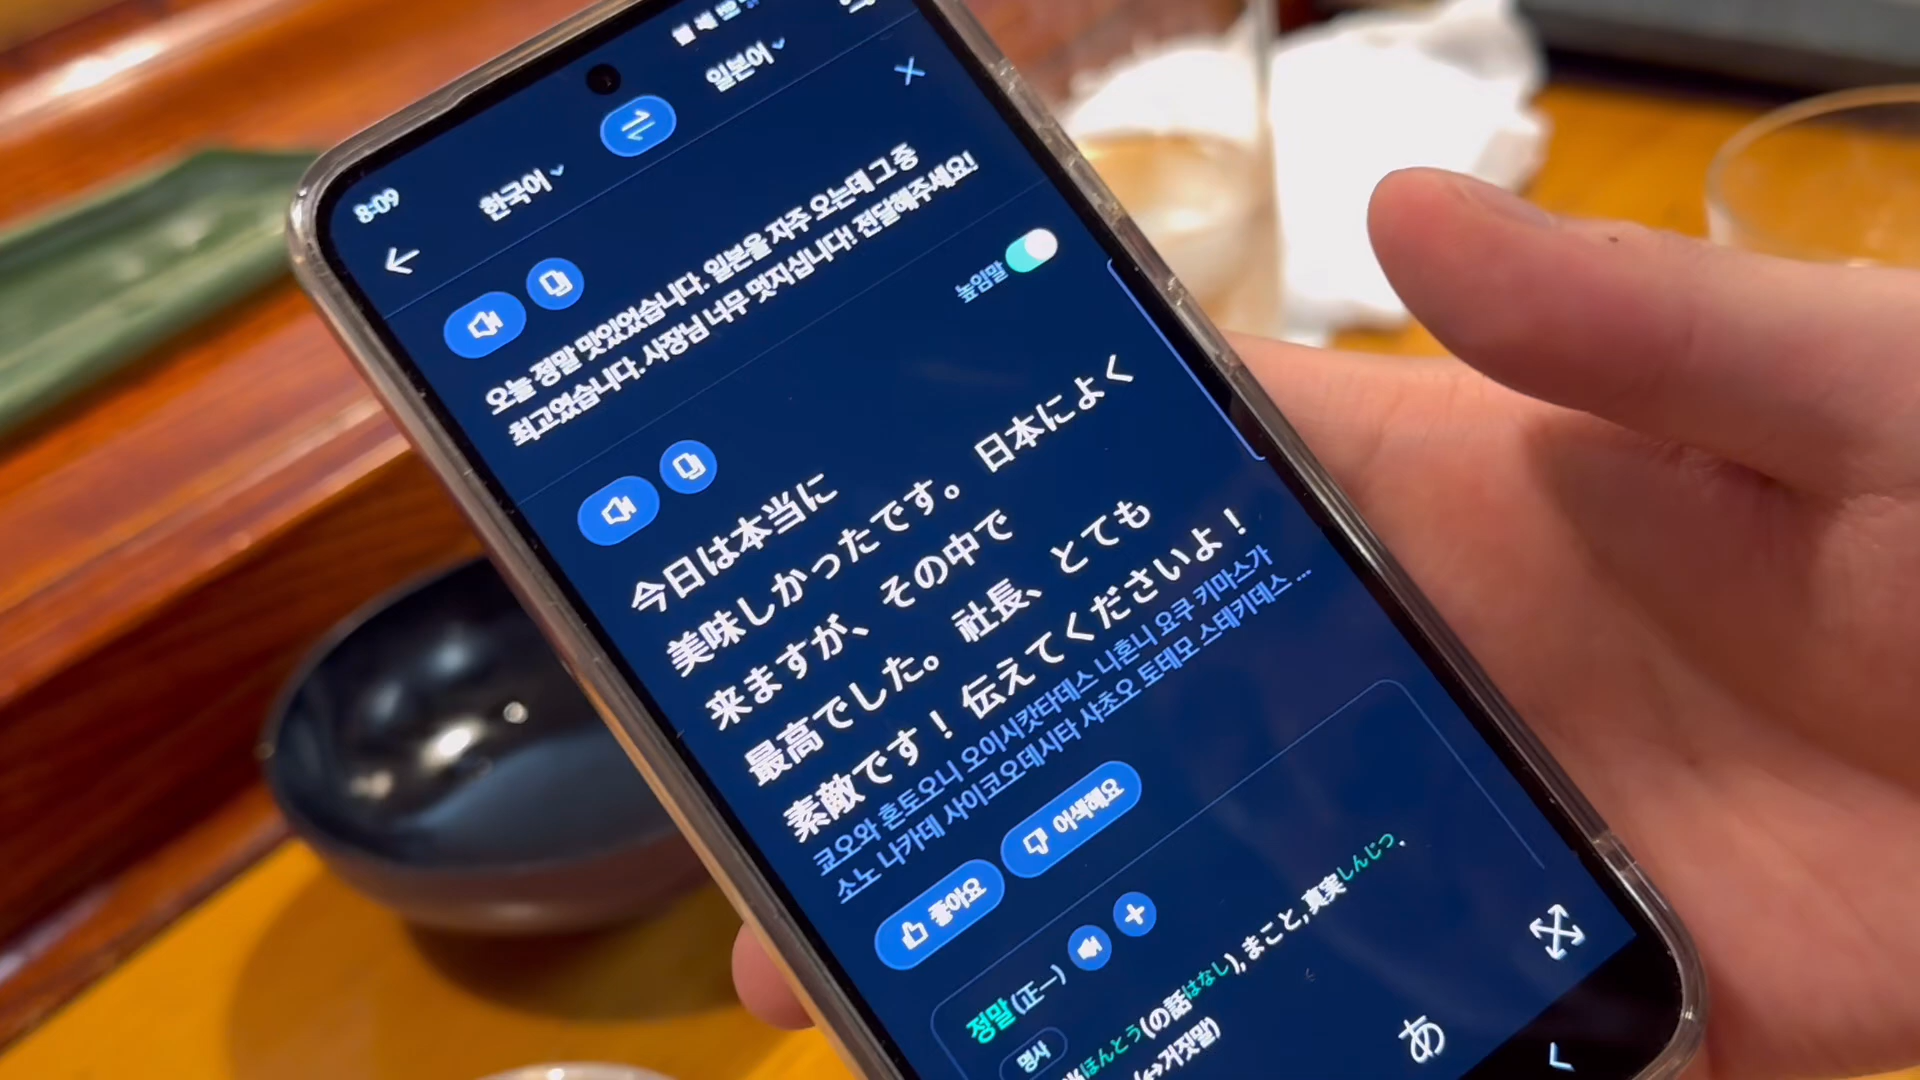 8:09
한국어
일본어
오늘 정말 맛있었습니다. 일본을 자주 오는데 그 중
최고였습니다. 사장님 너무 멋지십니다! 전달해주세요!
높임말
今日は本当に
美味しかったです。日本によく
来ますが、その中で
最高でした。社長、とても
素敵です！伝えてくださいよ！
쿄오와 혼토오니 오이시캇타데스 니혼니 요쿠 키마스가
소노 나카데 사이코오데시타 샤초오 토테모 스테키데스 ...
좋아요
어색해요
정말 (正ー)
명사
ほんとう(の話はなし), まこと, 真実しんじつ.
(↔거짓말)
あ